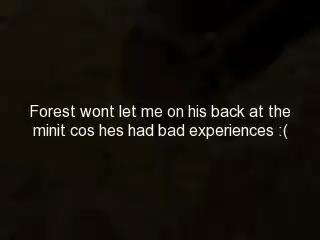 Forest wont let me on his back at the
minit cos hes had bad experiences :(